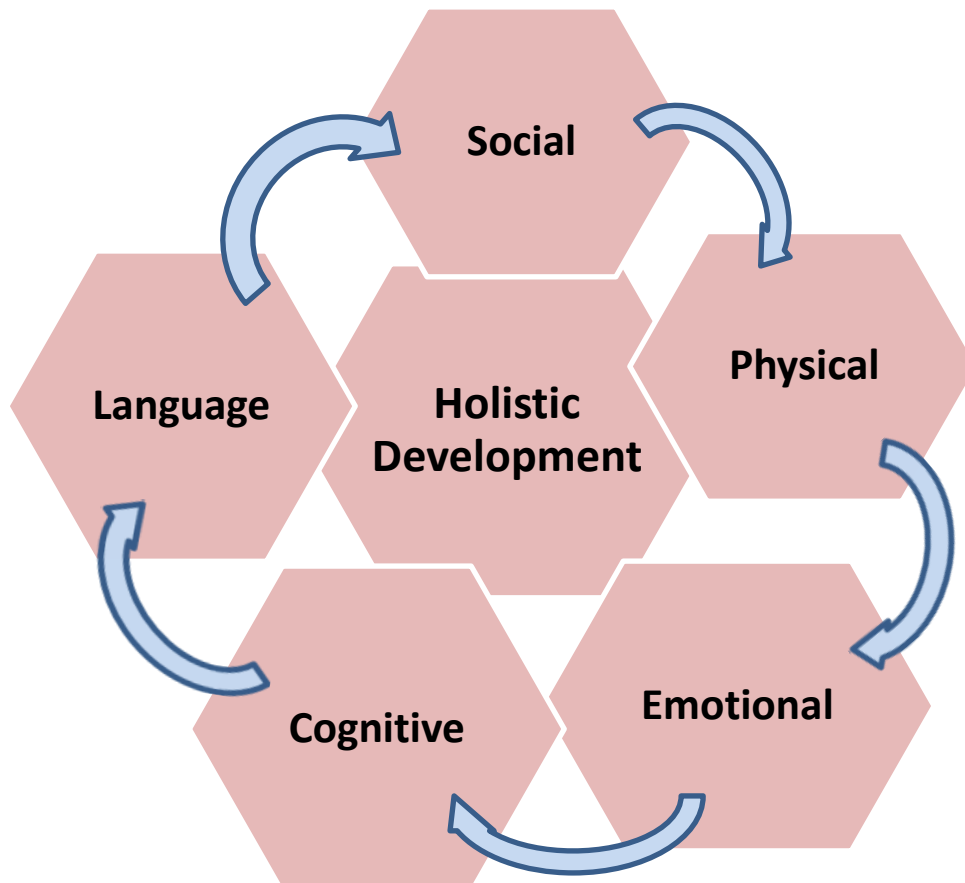 Social
Physical
Language
Holistic
Development
Emotional
Cognitive